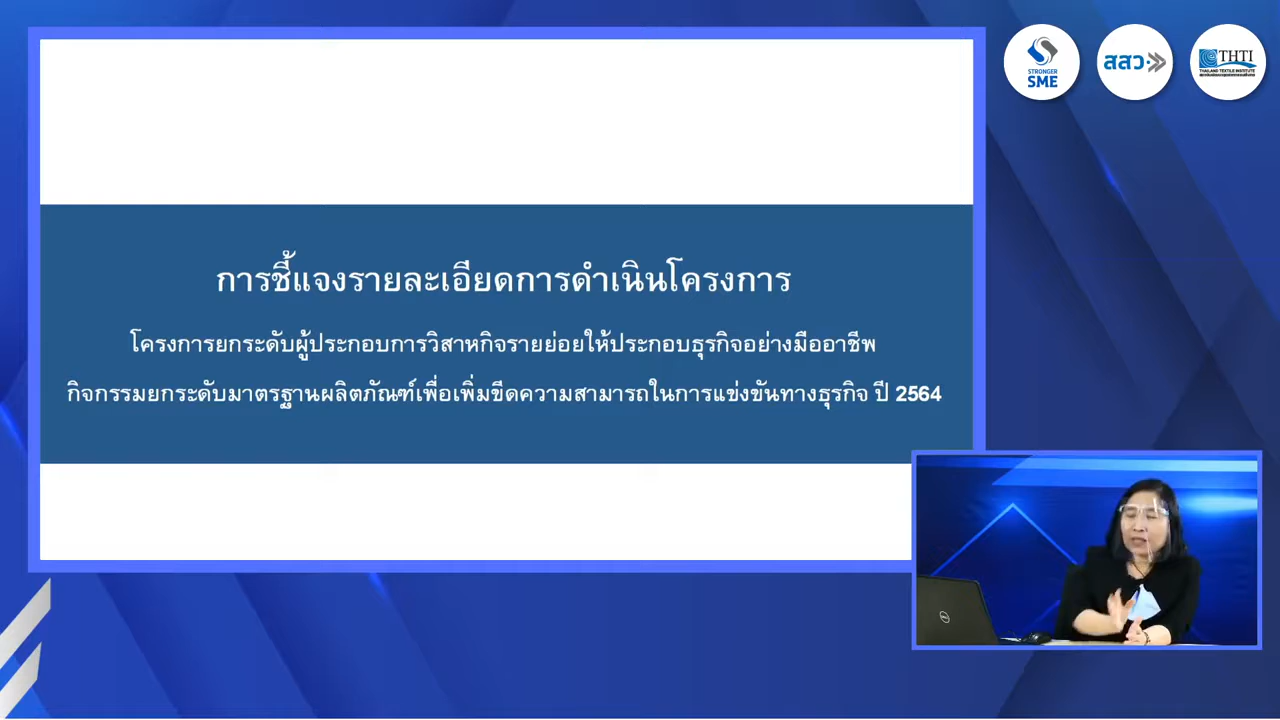 STRONGER
SME
สสว
THTI
THAILAND TEXTILE INSTITUTE
การชี้แจงรายละเอียดการดำเนินโครงการ
โครงการยกระดับผู้ประกอบการวิสาหกิจรายย่อยให้ประกอบธุรกิจอย่างมืออาชีพ
กิจกรรมยกระดับมาตรฐานผลิตภัณฑ์เพื่อเพิ่มขีดความสามารถในการแข่งขันทางธุรกิจ ปี 2564